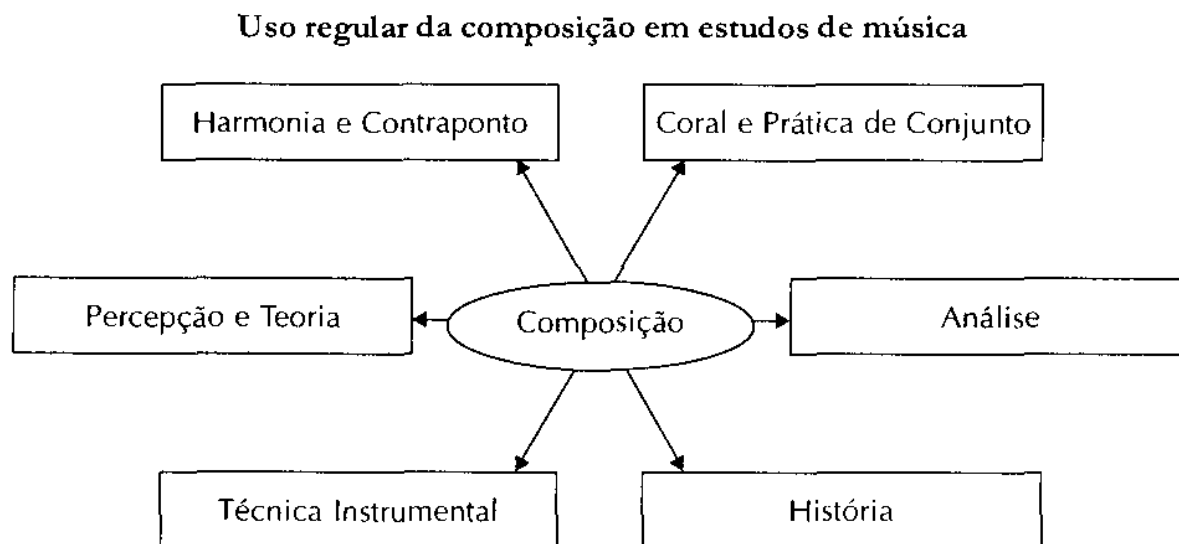 Uso regular da composição em estudos de música
Harmonia e Contraponto
Coral e Prática de Conjunto
Percepção e Teoria
Composição
Análise
Técnica Instrumental
História